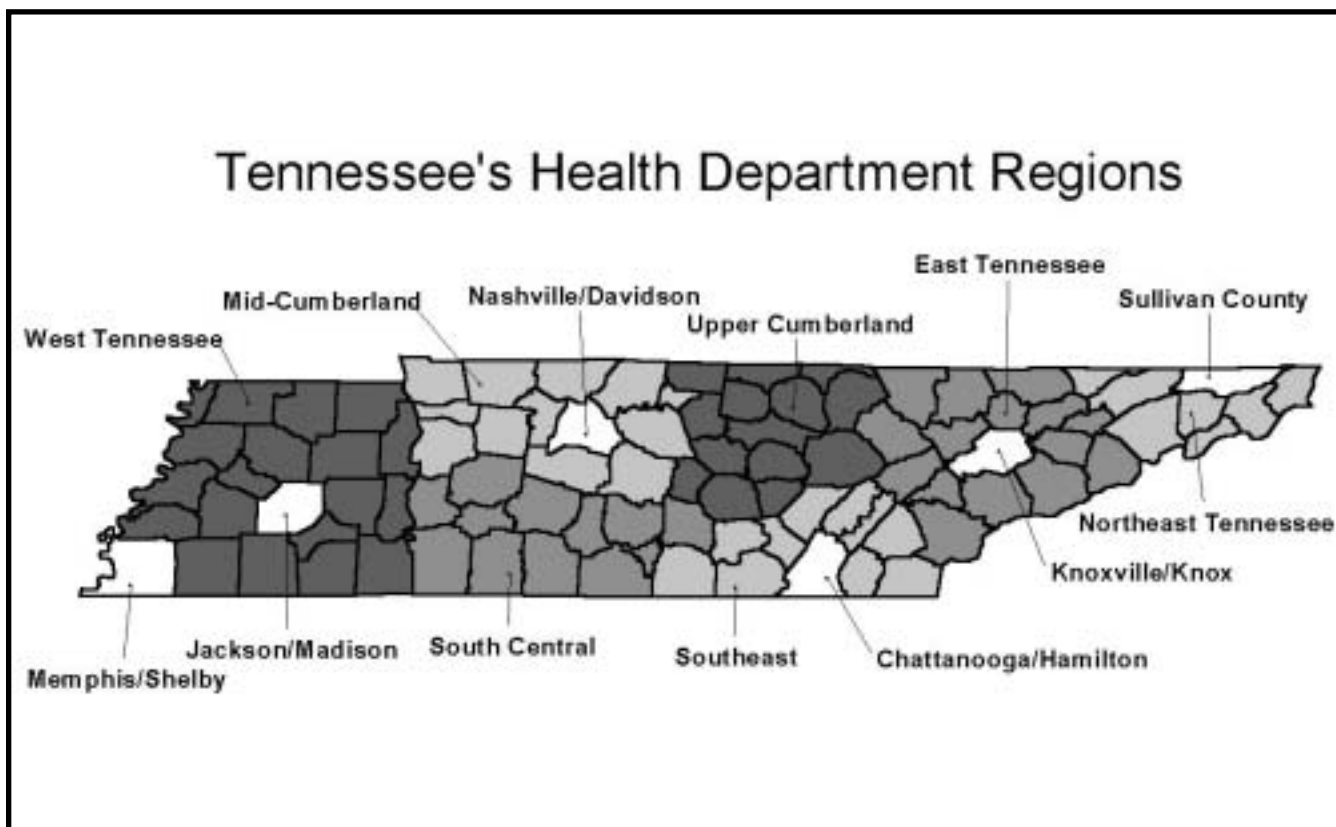 Tennessee's Health Department Regions
East Tennessee
Mid-Cumberland
Nashville/Davidson
Sullivan County
West Tennessee
Upper Cumberland
Northeast Tennessee
Knoxville/Knox
Jackson/Madison
South Central
Southeast
Chattanooga/Hamilton
Memphis/Shelby